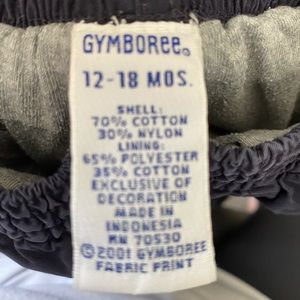 GYMBOREE®
12-18 MOS.
SHELL:
70% COTTON
30% NYLON
LINING:
65% POLYESTER
35% COTTON
EXCLUSIVE OF
DECORATION
MADE IN
INDONESIA
RN 70530
©2001 GYMBOREE
FABRIC PRINT